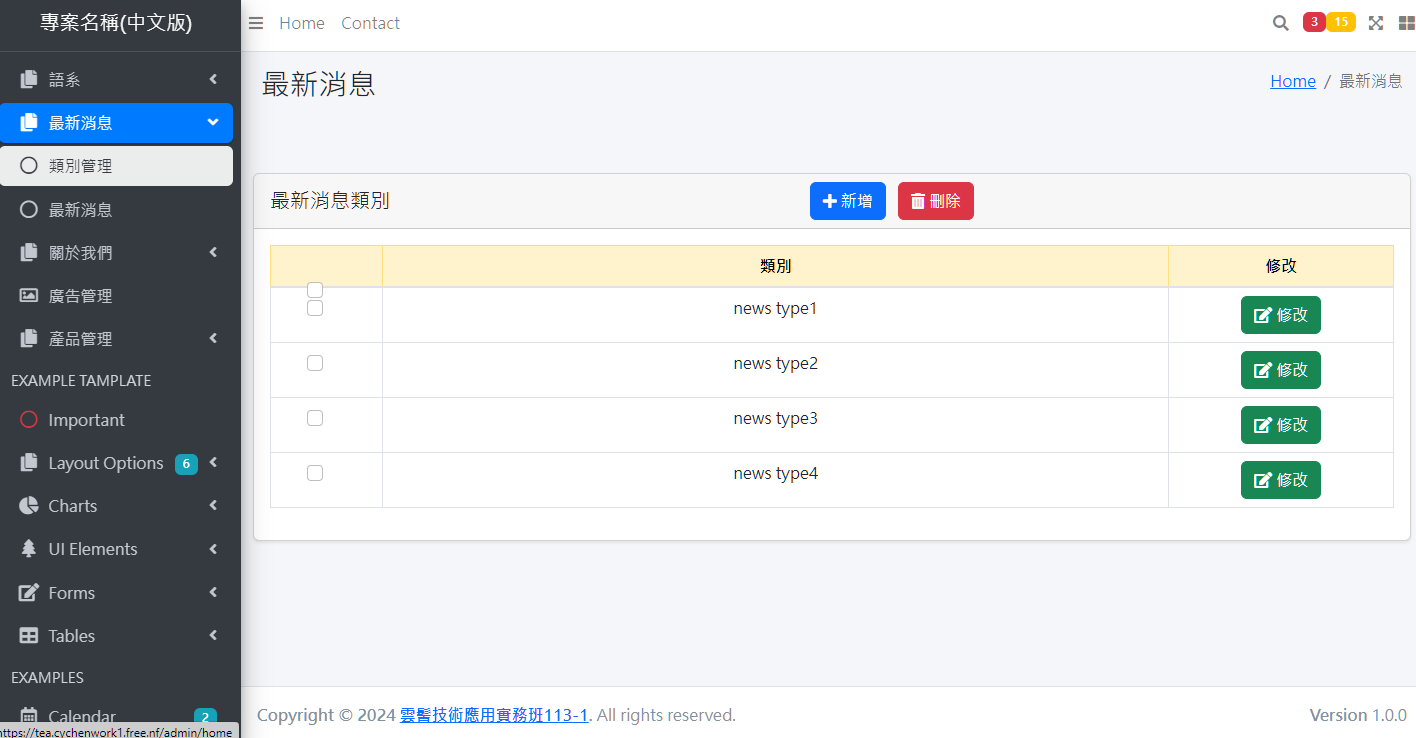 專案名稱(中文版)
Home Contact
3 15
語系
最新消息
類別管理
最新消息
關於我們
廣告管理
產品管理
EXAMPLE TAMPLATE
Important
Layout Options 6
Charts
UI Elements
Forms
Tables
EXAMPLES
Calendar 2
https://tea.cychenwork1.free.nf/admin/home
最新消息
Home / 最新消息
最新消息類別
新增 刪除
類別 修改
news type1 修改
news type2 修改
news type3 修改
news type4 修改
Copyright © 2024 雲髻技術應用實務班113-1. All rights reserved.
Version 1.0.0